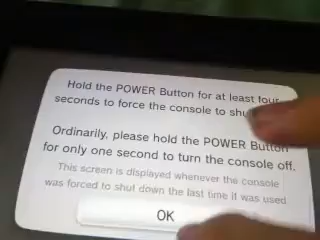 Hold the POWER Button for at least four
seconds to force the console to
Ordinarily, please hold the POWER Button
for only one second to turn the console off.
This screen is displayed whenever the console
was forced to shut down the last time it was used
OK